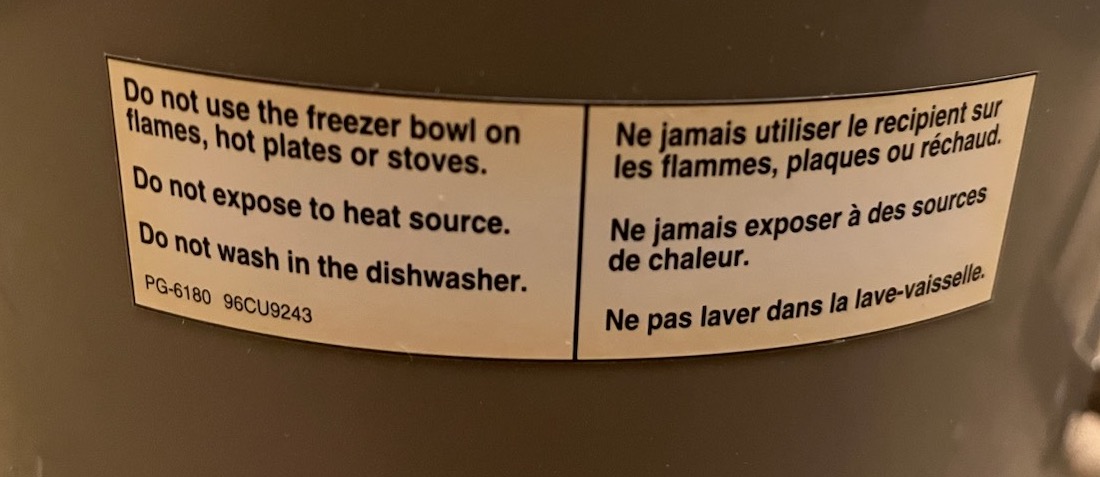 Do not use the freezer bowl on
flames, hot plates or stoves.
Do not expose to heat source.
Do not wash in the dishwasher.
PG-6180 96CU9243
Ne jamais utiliser le recipient sur
les flammes, plaques ou réchaud.
Ne jamais exposer à des sources
de chaleur.
Ne pas laver dans la lave-vaisselle.